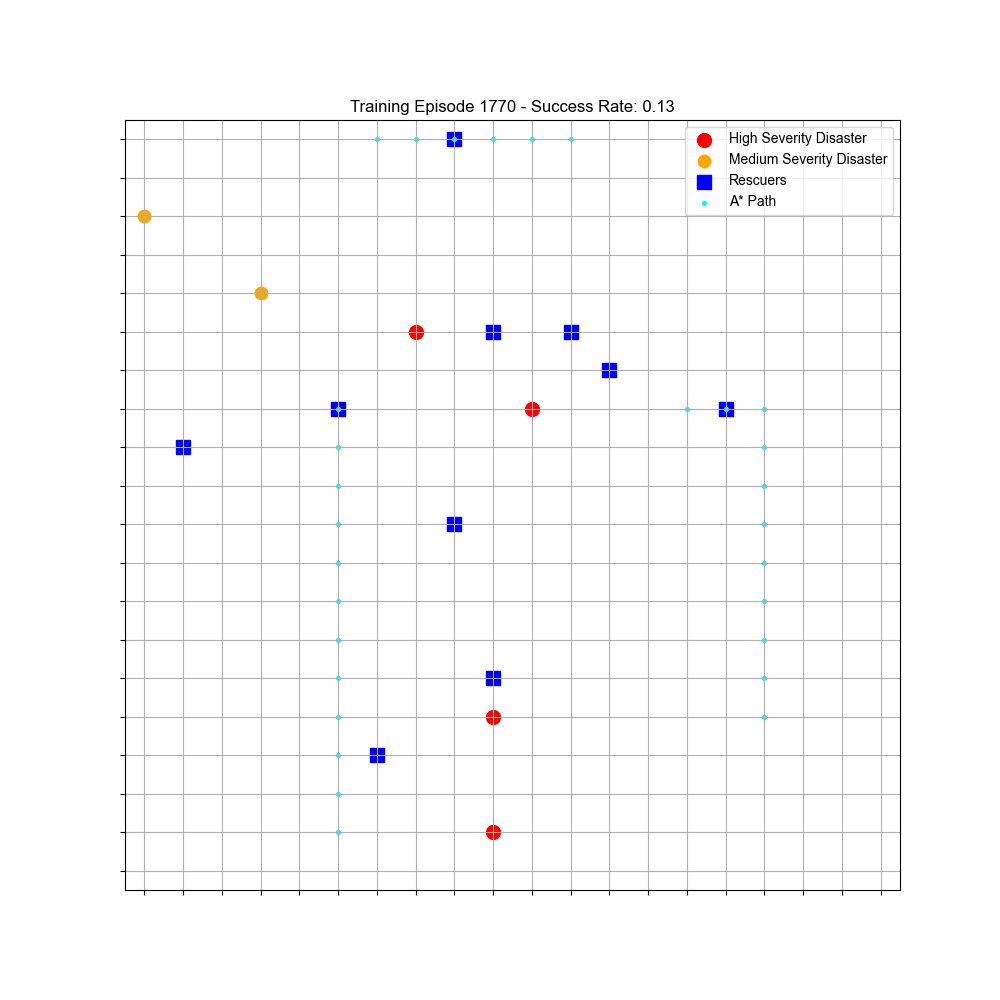 Training Episode 1770 - Success Rate: 0.13
High Severity Disaster
Medium Severity Disaster
Rescuers
A* Path